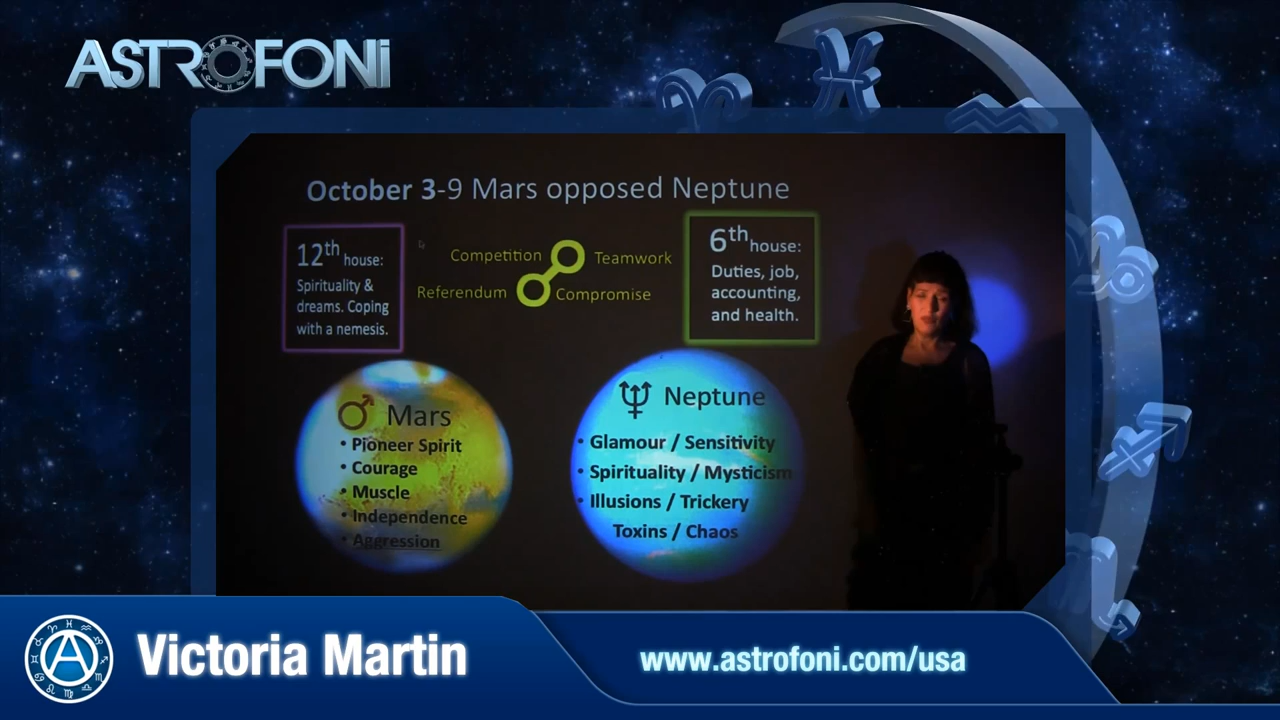 ASTROFONi
October 3-9 Mars opposed Neptune
12th house:
Spirituality &
dreams. Coping
with a nemesis.
Competition
Teamwork
Referendum
Compromise
6th house:
Duties, job,
accounting,
and health.
♂ Mars
• Pioneer Spirit
• Courage
• Muscle
• Independence
• Aggression
♆ Neptune
• Glamour / Sensitivity
• Spirituality / Mysticism
• Illusions / Trickery
Toxins / Chaos
Victoria Martin
www.astrofoni.com/usa